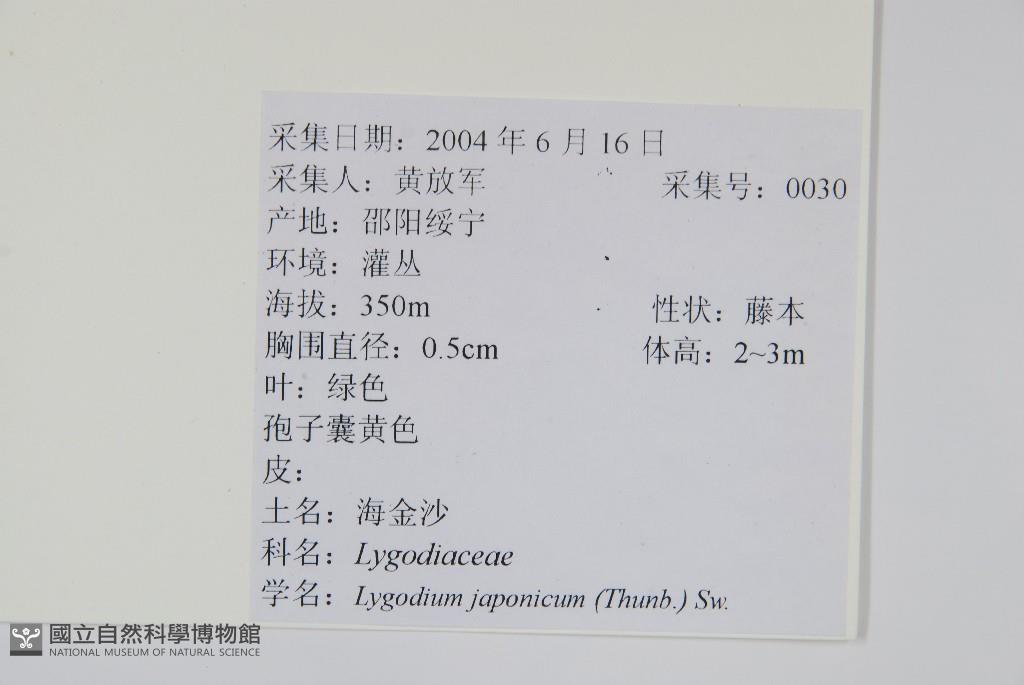 采集日期：2004 年 6 月 16 日
采集人：黄放军 采集号：0030
产地：邵阳绥宁
环境：灌丛
海拔：350m 性状：藤本
胸围直径：0.5cm 体高：2~3m
叶：绿色
孢子囊黄色
皮：
土名：海金沙
科名：Lygodiaceae
学名：Lygodium japonicum (Thunb.) Sw.
國立自然科學博物館
NATIONAL MUSEUM OF NATURAL SCIENCE